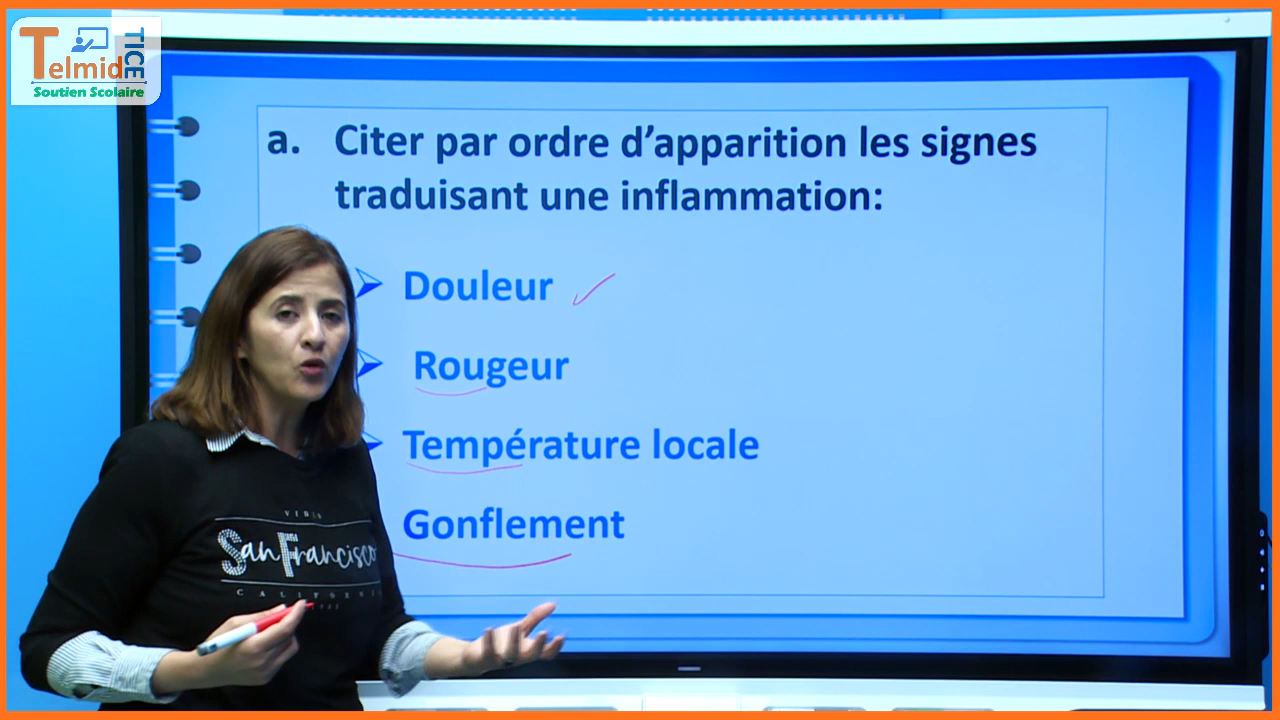 Telmid TICE
Soutien Scolaire
a. Citer par ordre d’apparition les signes
traduisant une inflammation:
Douleur
Rougeur
Température locale
Gonflement
VIBES
San Francisco
CALIFORNIA